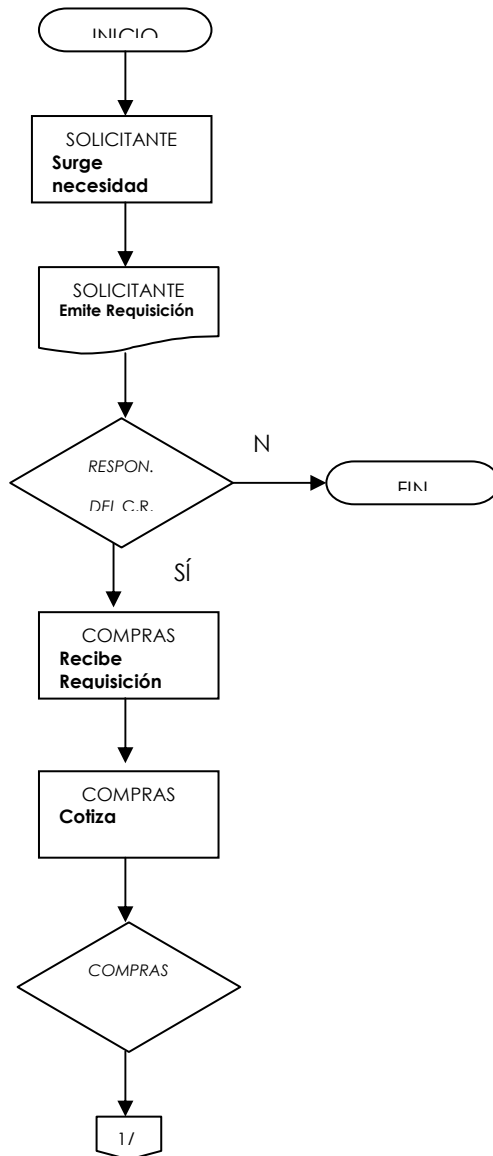 INICIO
SOLICITANTE
Surge
necesidad
SOLICITANTE
Emite Requisición
RESPON.
DEL C.R.
N
FIN
SÍ
COMPRAS
Recibe
Requisición
COMPRAS
Cotiza
COMPRAS
1/